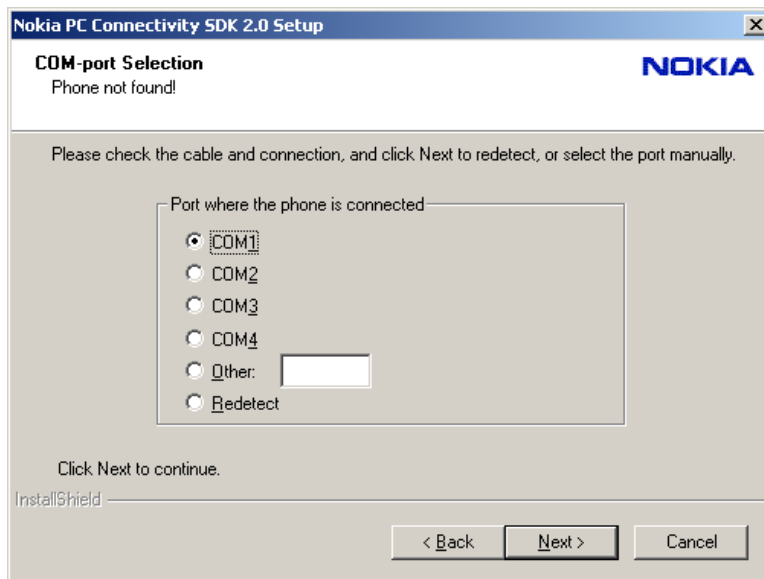 Nokia PC Connectivity SDK 2.0 Setup
COM-port Selection
NOKIA
Phone not found!
Please check the cable and connection, and click Next to redetect, or select the port manually.
Port where the phone is connected
COM1
COM2
COM3
COM4
Other:
Redetect
Click Next to continue.
InstallShield
< Back
Next >
Cancel